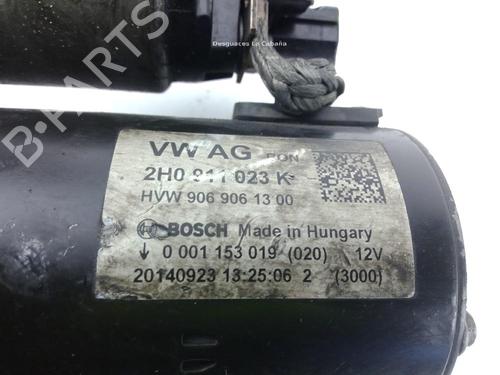 Desguaces La Cabaña
VW AG PON
2H0 911 023 K
HVW 906 906 13 00
BOSCH Made in Hungary
↓ 0 001 153 019 (020) 12V
20140923 13:25:06 2 (3000)